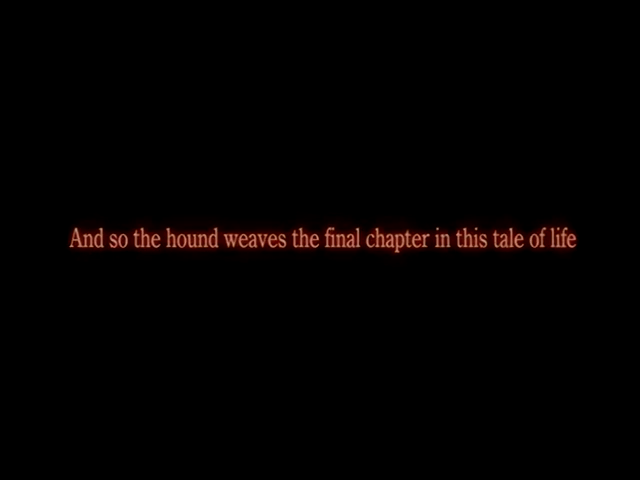 And so the hound weaves the final chapter in this tale of life